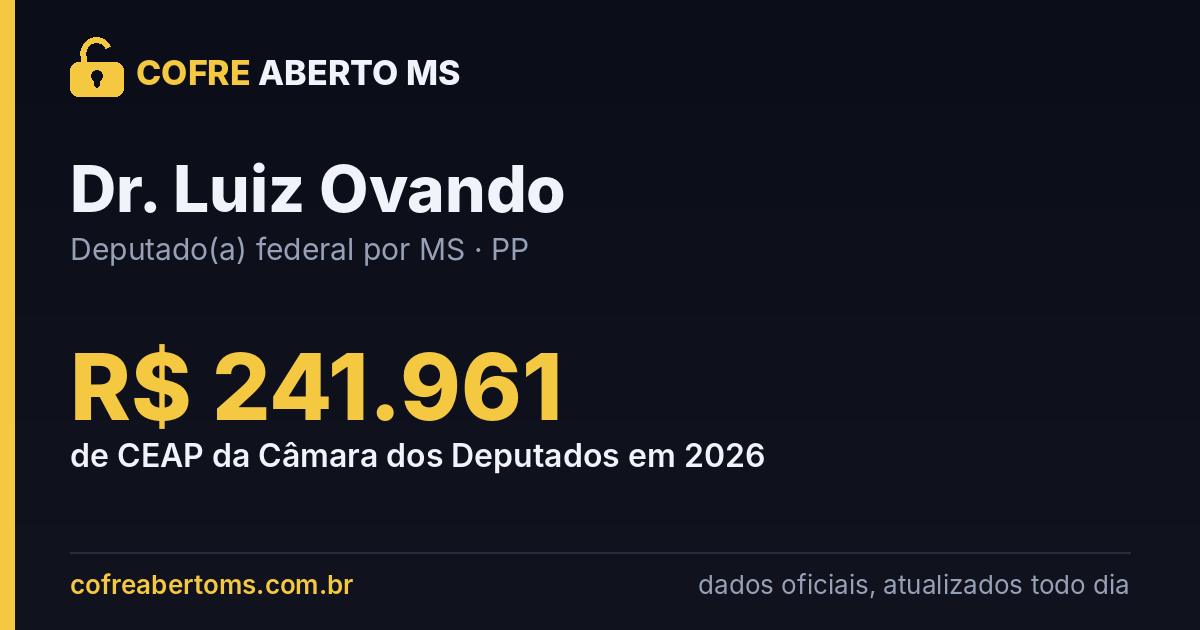 COFRE ABERTO MS
Dr. Luiz Ovando
Deputado(a) federal por MS · PP
R$ 241.961
de CEAP da Câmara dos Deputados em 2026
cofreabertoms.com.br
dados oficiais, atualizados todo dia